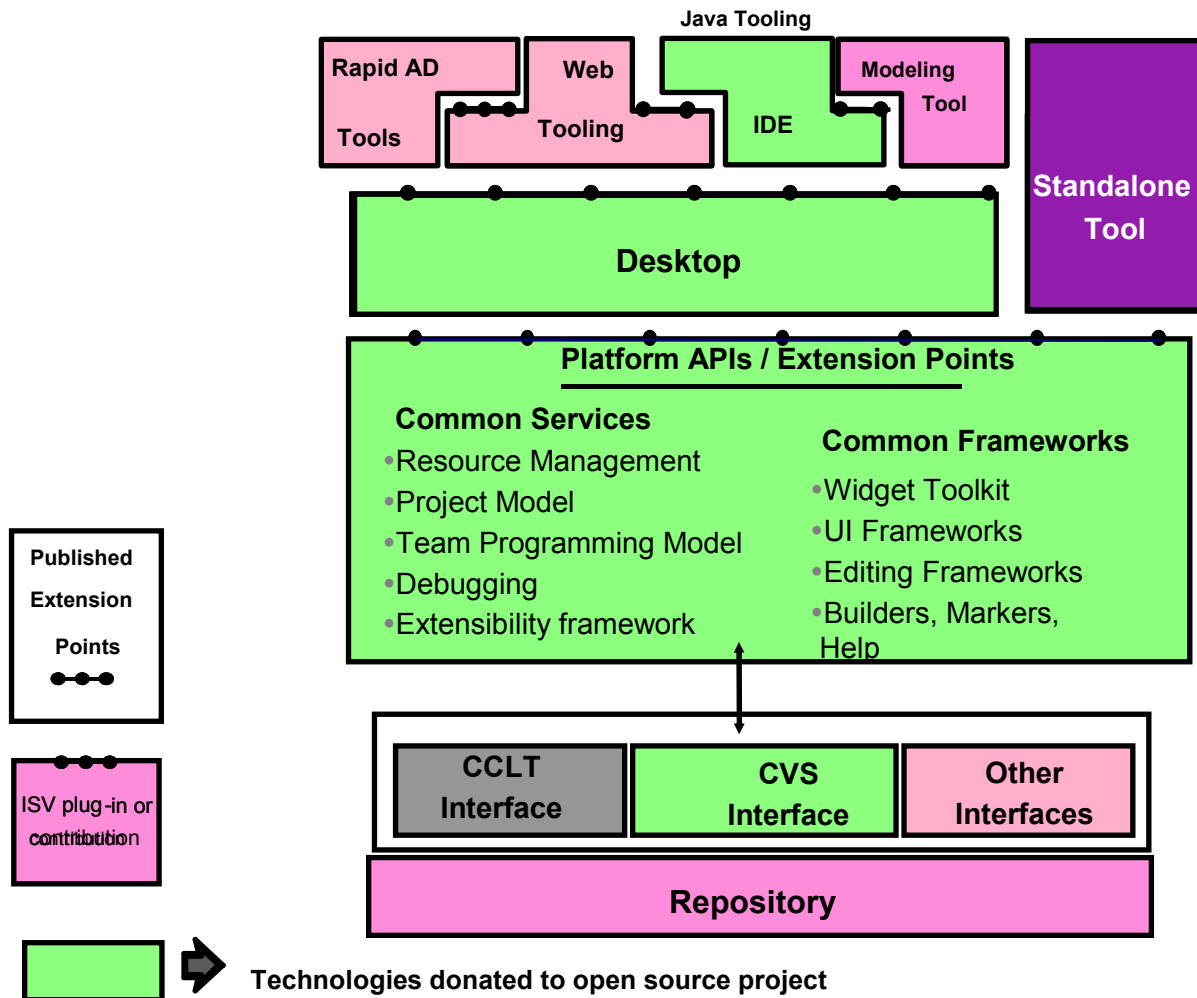 Java Tooling
Rapid AD
Tools
Web
Tooling
IDE
Modeling
Tool
Standalone
Tool
Desktop
Platform APIs / Extension Points
Common Services
•Resource Management
•Project Model
•Team Programming Model
•Debugging
•Extensibility framework
Common Frameworks
•Widget Toolkit
•UI Frameworks
•Editing Frameworks
•Builders, Markers,
Help
Published
Extension
Points
ISV plug-in or
contribution
CCLT
Interface
CVS
Interface
Other
Interfaces
Repository
Technologies donated to open source project